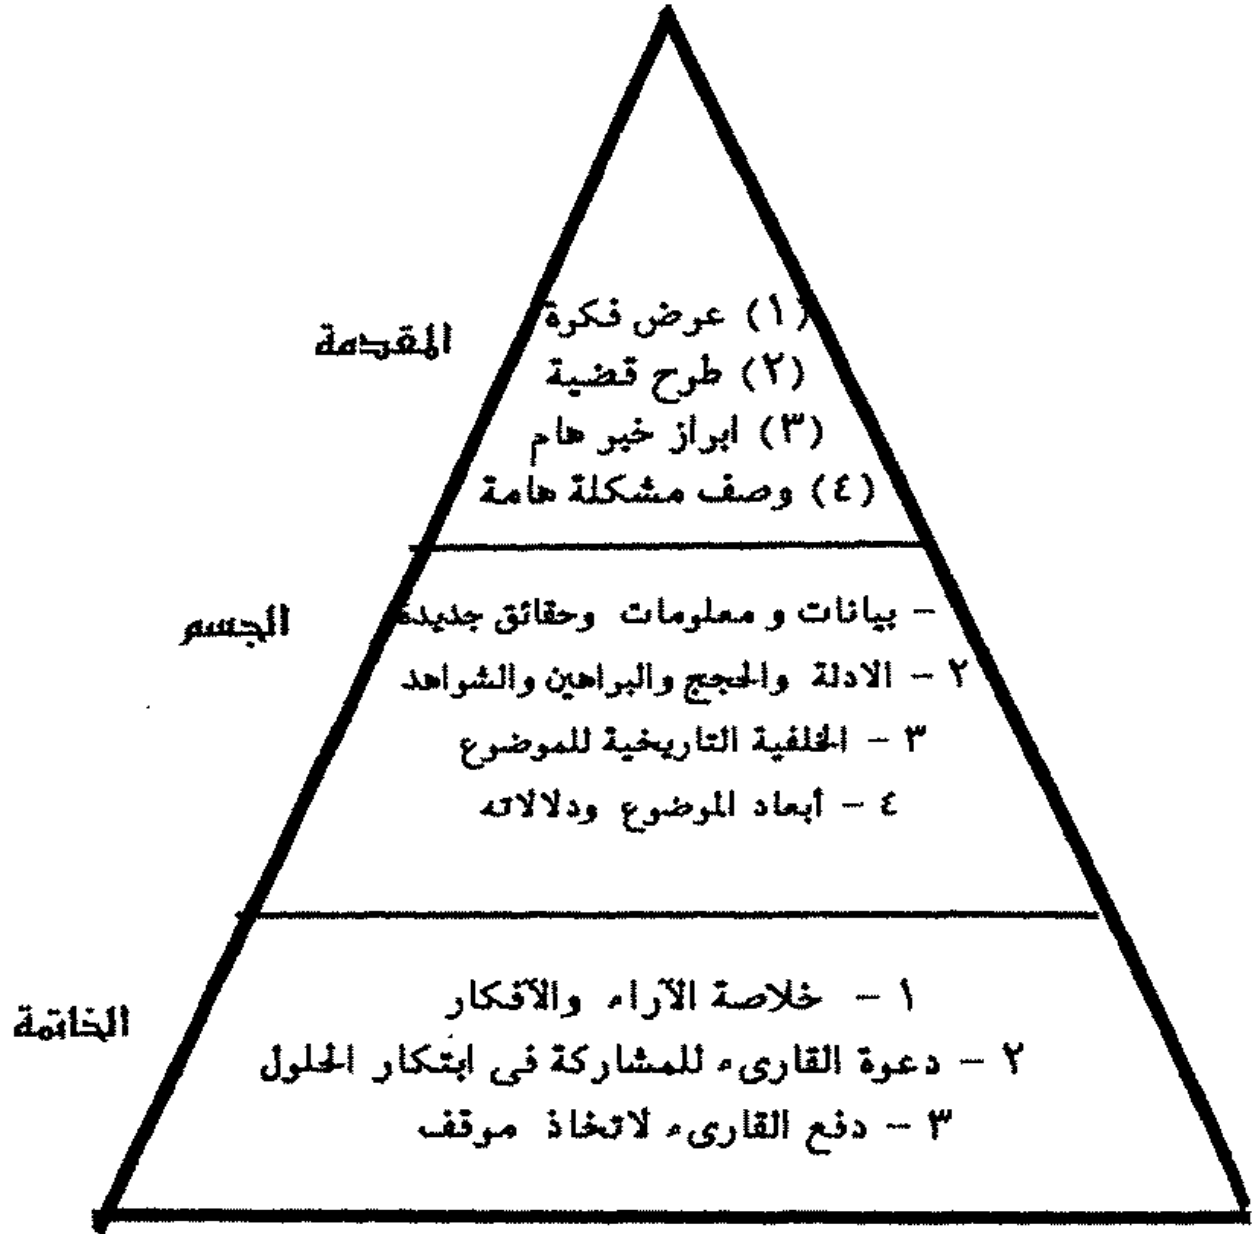 (١) عرض فكرة
المقدمة
(٢) طرح قضية
(٣) ابراز خبر هام
(٤) وصف مشكلة هامة
الجسم
– بيانات و معلومات وحقائق جديدة
٢ – الادلة والحجج والبراهين والشواهد
٣ – الخلفية التاريخية للموضوع
٤ – أبعاد الموضوع ودلالاته
الخاتمة
١ – خلاصة الآراء والآفكار
٢ – دعوة القارىء للمشاركة فى ابتكار الحلول
٣ – دفع القارىء لاتخاذ موقف